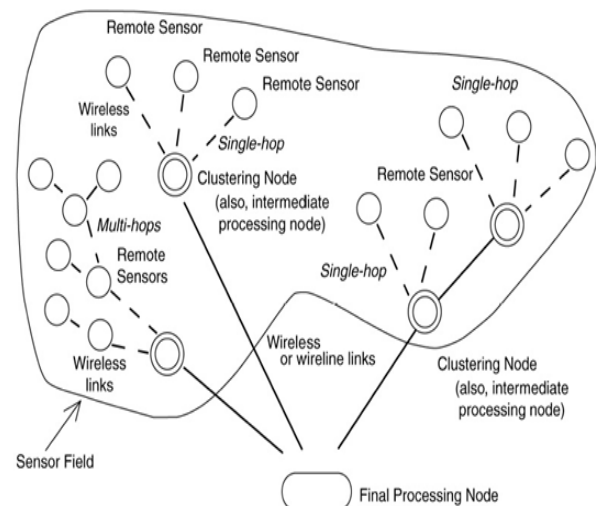 Remote Sensor
Remote Sensor
Remote Sensor
Single-hop
Wireless
links
Single-hop
Clustering Node
(also, intermediate
processing node)
Remote Sensor
Multi-hops
Remote
Sensors
Single-hop
Wireless
links
Wireless
or wireline links
Clustering Node
(also, intermediate
processing node)
Sensor Field
Final Processing Node